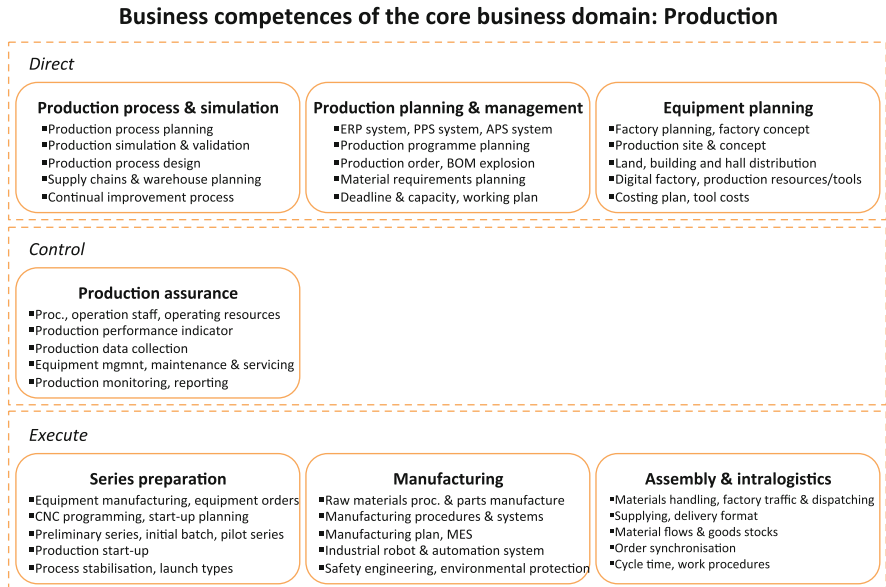 Business competences of the core business domain: Production
Direct
Production process & simulation
▪Production process planning
▪Production simulation & validation
▪Production process design
▪Supply chains & warehouse planning
▪Continual improvement process
Production planning & management
▪ERP system, PPS system, APS system
▪Production programme planning
▪Production order, BOM explosion
▪Material requirements planning
▪Deadline & capacity, working plan
Equipment planning
▪Factory planning, factory concept
▪Production site & concept
▪Land, building and hall distribution
▪Digital factory, production resources/tools
▪Costing plan, tool costs
Control
Production assurance
▪Proc., operation staff, operating resources
▪Production performance indicator
▪Production data collection
▪Equipment mgmnt, maintenance & servicing
▪Production monitoring, reporting
Execute
Series preparation
▪Equipment manufacturing, equipment orders
▪CNC programming, start-up planning
▪Preliminary series, initial batch, pilot series
▪Production start-up
▪Process stabilisation, launch types
Manufacturing
▪Raw materials proc. & parts manufacture
▪Manufacturing procedures & systems
▪Manufacturing plan, MES
▪Industrial robot & automation system
▪Safety engineering, environmental protection
Assembly & intralogistics
▪Materials handling, factory traffic & dispatching
▪Supplying, delivery format
▪Material flows & goods stocks
▪Order synchronisation
▪Cycle time, work procedures